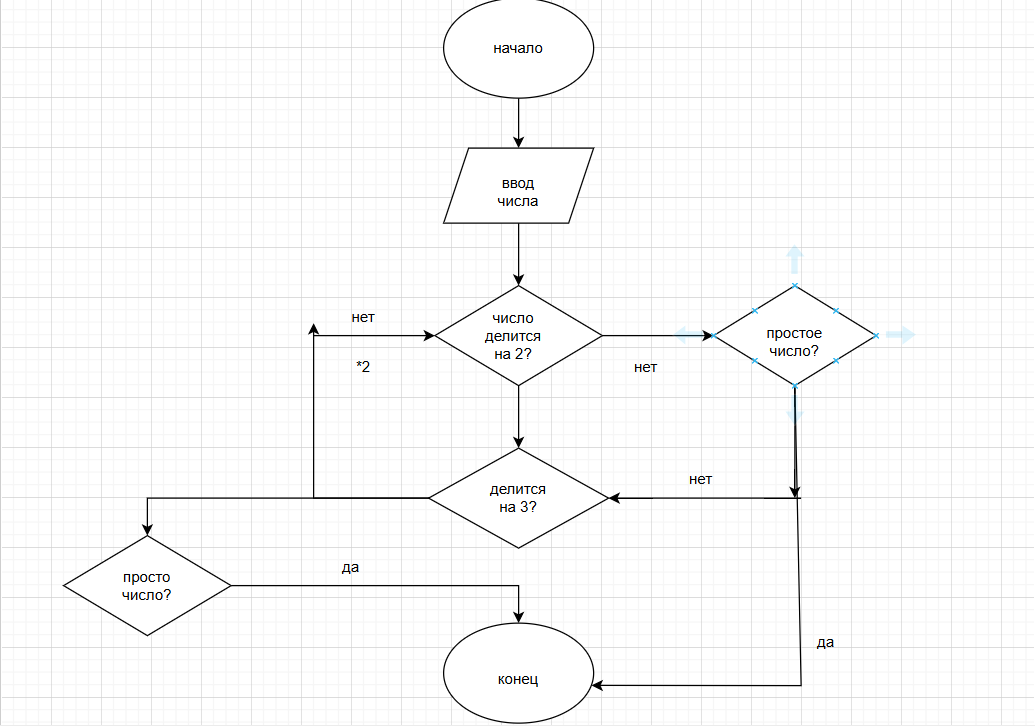 начало
ввод
числа
нет
число
делится
на 2?
простое
число?
*2
нет
нет
делится
на 3?
да
просто
число?
да
конец